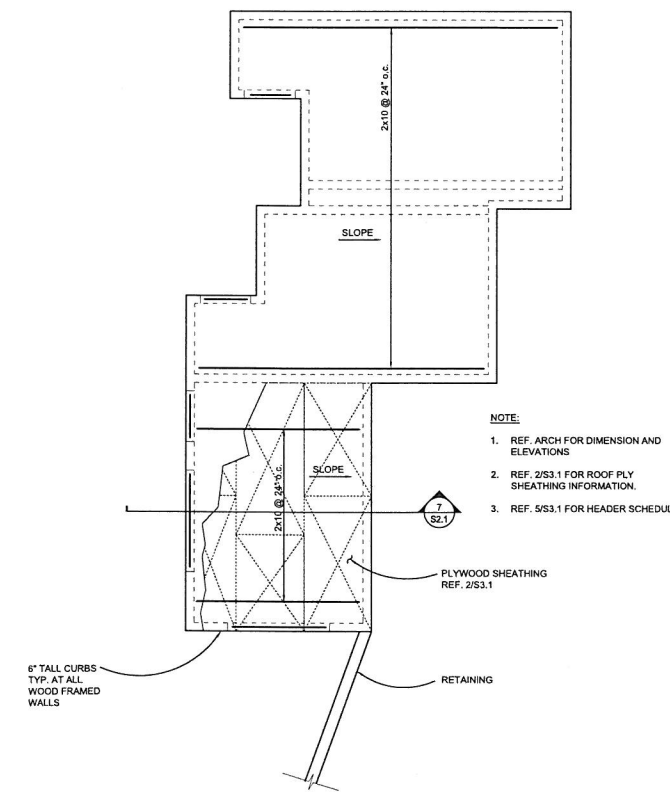 2x10 @ 24" o.c.
SLOPE
NOTE:
1. REF. ARCH FOR DIMENSION AND
ELEVATIONS
2. REF. 2/S3.1 FOR ROOF PLY
SHEATHING INFORMATION.
3. REF. 5/S3.1 FOR HEADER SCHEDUL
SLOPE
2x10 @ 24" o.c.
7
S2.1
PLYWOOD SHEATHING
REF. 2/S3.1
6" TALL CURBS
TYP. AT ALL
WOOD FRAMED
WALLS
RETAINING